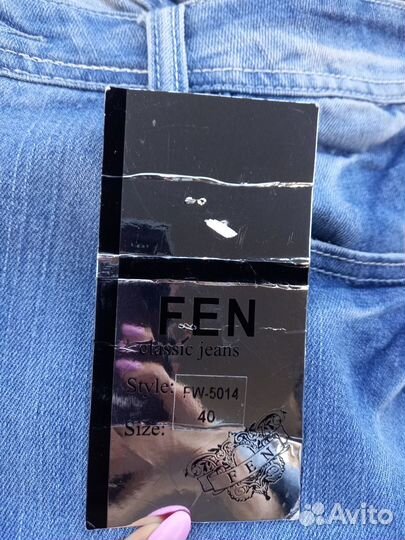 FEN
classic jeans
Style: FW-5014
Size: 40
FEN
Avito